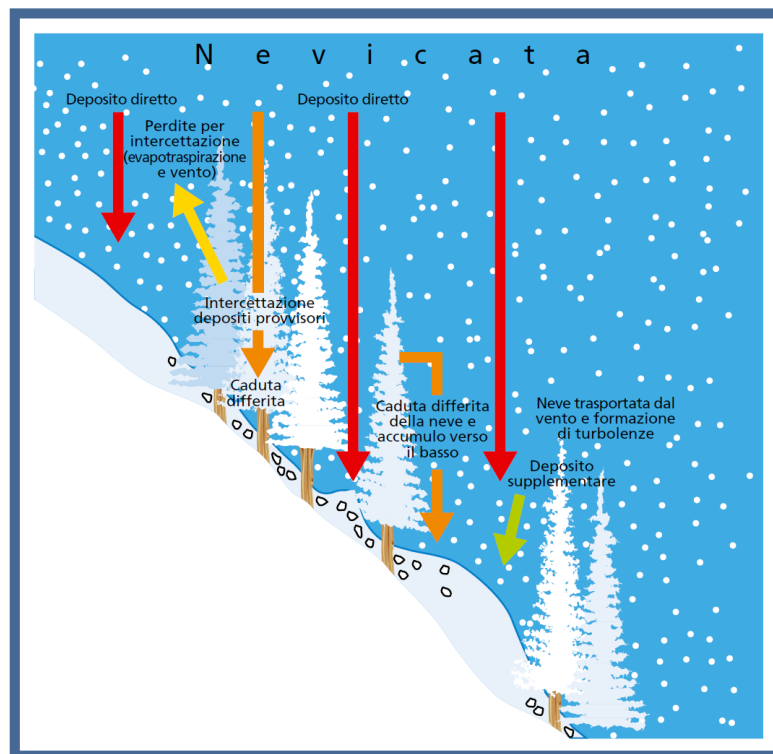 Nevicata
Deposito diretto
Deposito diretto
Perdite per
intercettazione
(evapotraspirazione
e vento)
Intercettazione
depositi provvisori
Caduta
differita
Caduta differita
della neve e
accumulo verso
il basso
Neve trasportata dal
vento e formazione
di turbolenze
Deposito
supplementare